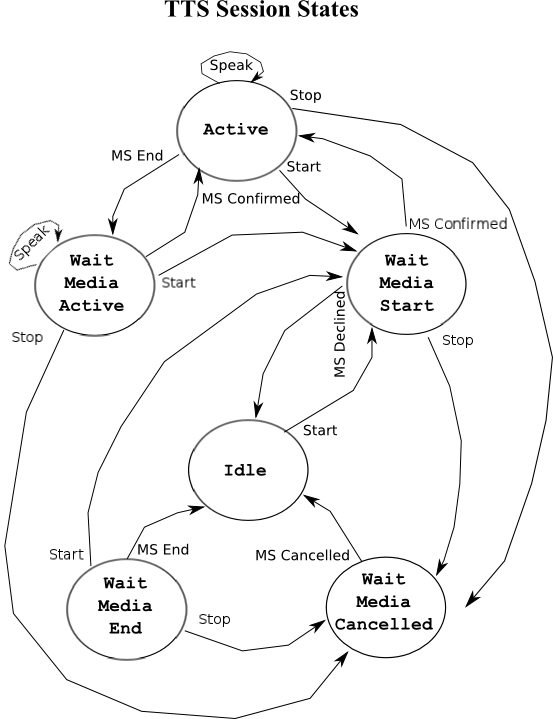 TTS Session States
Speak
Stop
Active
MS End
Start
MS Confirmed
MS Confirmed
Speak
Wait
Media
Active
Start
Wait
Media
Start
Stop
MS Declined
Stop
Start
Idle
Start
MS End
MS Cancelled
Wait
Media
End
Stop
Wait
Media
Cancelled